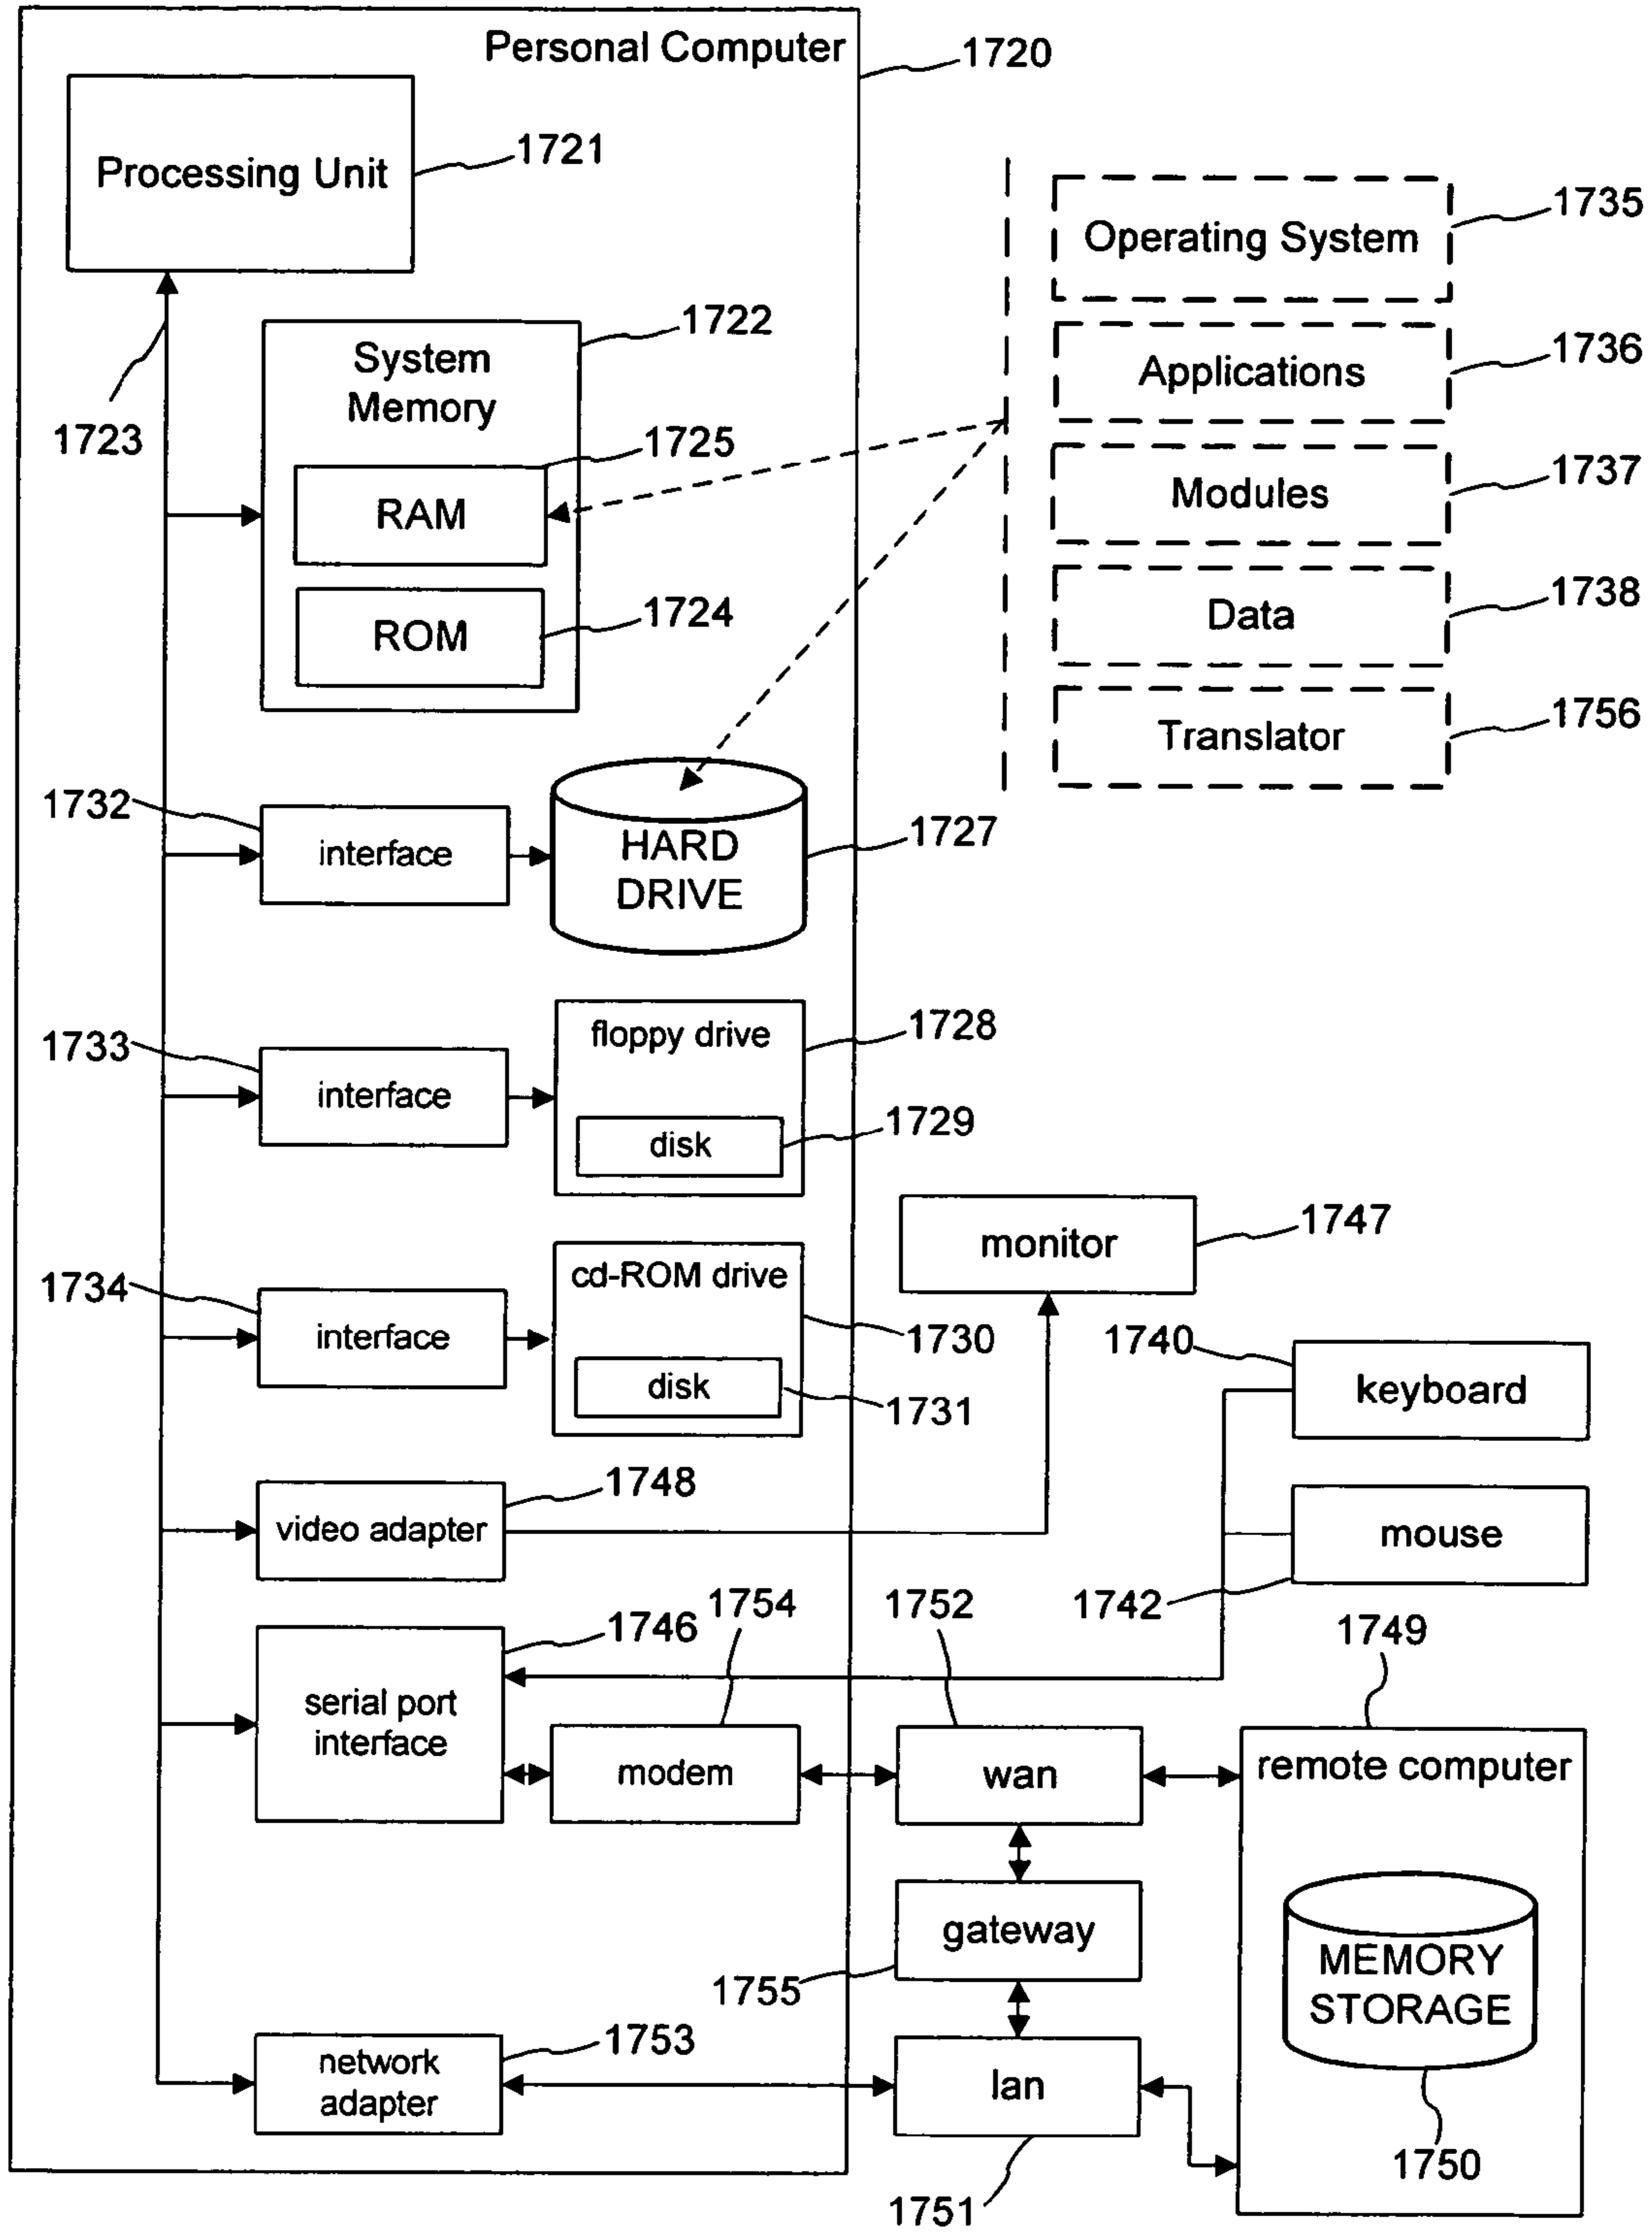 Personal Computer
1720
Processing Unit
1721
1735
Operating System
1722
System
Memory
1736
Applications
1723
1725
RAM
1737
Modules
1724
ROM
1738
Data
1756
Translator
1732
interface
HARD
DRIVE
1727
1733
interface
floppy drive
1728
disk
1729
monitor
1747
1734
interface
cd-ROM drive
1730
disk
1731
1740
keyboard
1748
video adapter
mouse
1742
1754
1752
1746
1749
serial port
interface
modem
wan
remote computer
gateway
1755
MEMORY
STORAGE
1753
network
adapter
lan
1750
1751